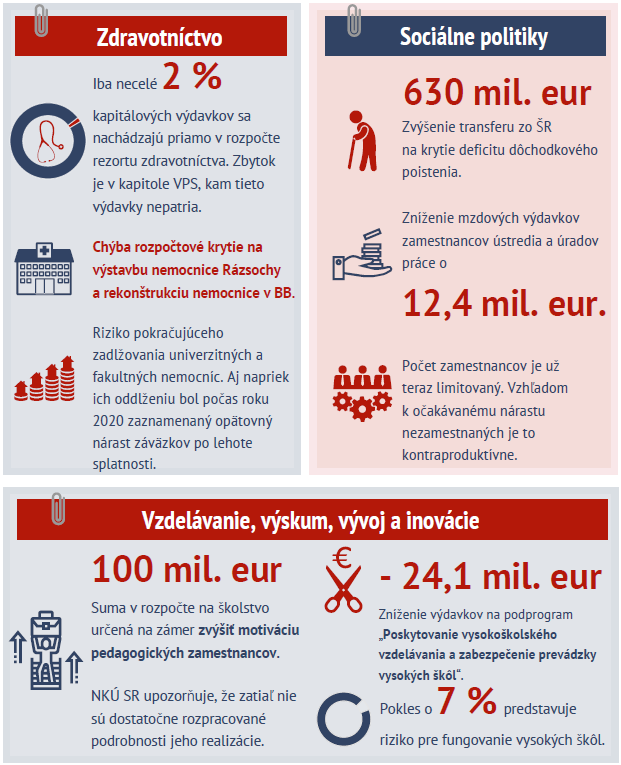 Zdravotníctvo
Iba necelé 2 %
kapitálových výdavkov sa
nachádzajú priamo v rozpočte
rezortu zdravotníctva. Zbytok
je v kapitole VPS, kam tieto
výdavky nepatria.
Chýba rozpočtové krytie na
výstavbu nemocnice Rázsochy
a rekonštrukciu nemocnice v BB.
Riziko pokračujúceho
zadlžovania univerzitných a
fakultných nemocníc. Aj napriek
ich oddlženiu bol počas roku
2020 zaznamenaný opätovný
nárast záväzkov po lehote
splatnosti.
Sociálne politiky
630 mil. eur
Zvýšenie transferu zo ŠR
na krytie deficitu dôchodkového
poistenia.
Zníženie mzdových výdavkov
zamestnancov ústredia a úradov
práce o
12,4 mil. eur.
Počet zamestnancov je už
teraz limitovaný. Vzhľadom
k očakávanému nárastu
nezamestnaných je to
kontraproduktívne.
Vzdelávanie, výskum, vývoj a inovácie
100 mil. eur
Suma v rozpočte na školstvo
určená na zámer zvýšiť motiváciu
pedagogických zamestnancov.
NKÚ SR upozorňuje, že zatiaľ nie
sú dostatočne rozpracované
podrobnosti jeho realizácie.
€
- 24,1 mil. eur
Zníženie výdavkov na podprogram
„Poskytovanie vysokoškolského
vzdelávania a zabezpečenie prevádzky
vysokých škôl“.
Pokles o 7 % predstavuje
riziko pre fungovanie vysokých škôl.